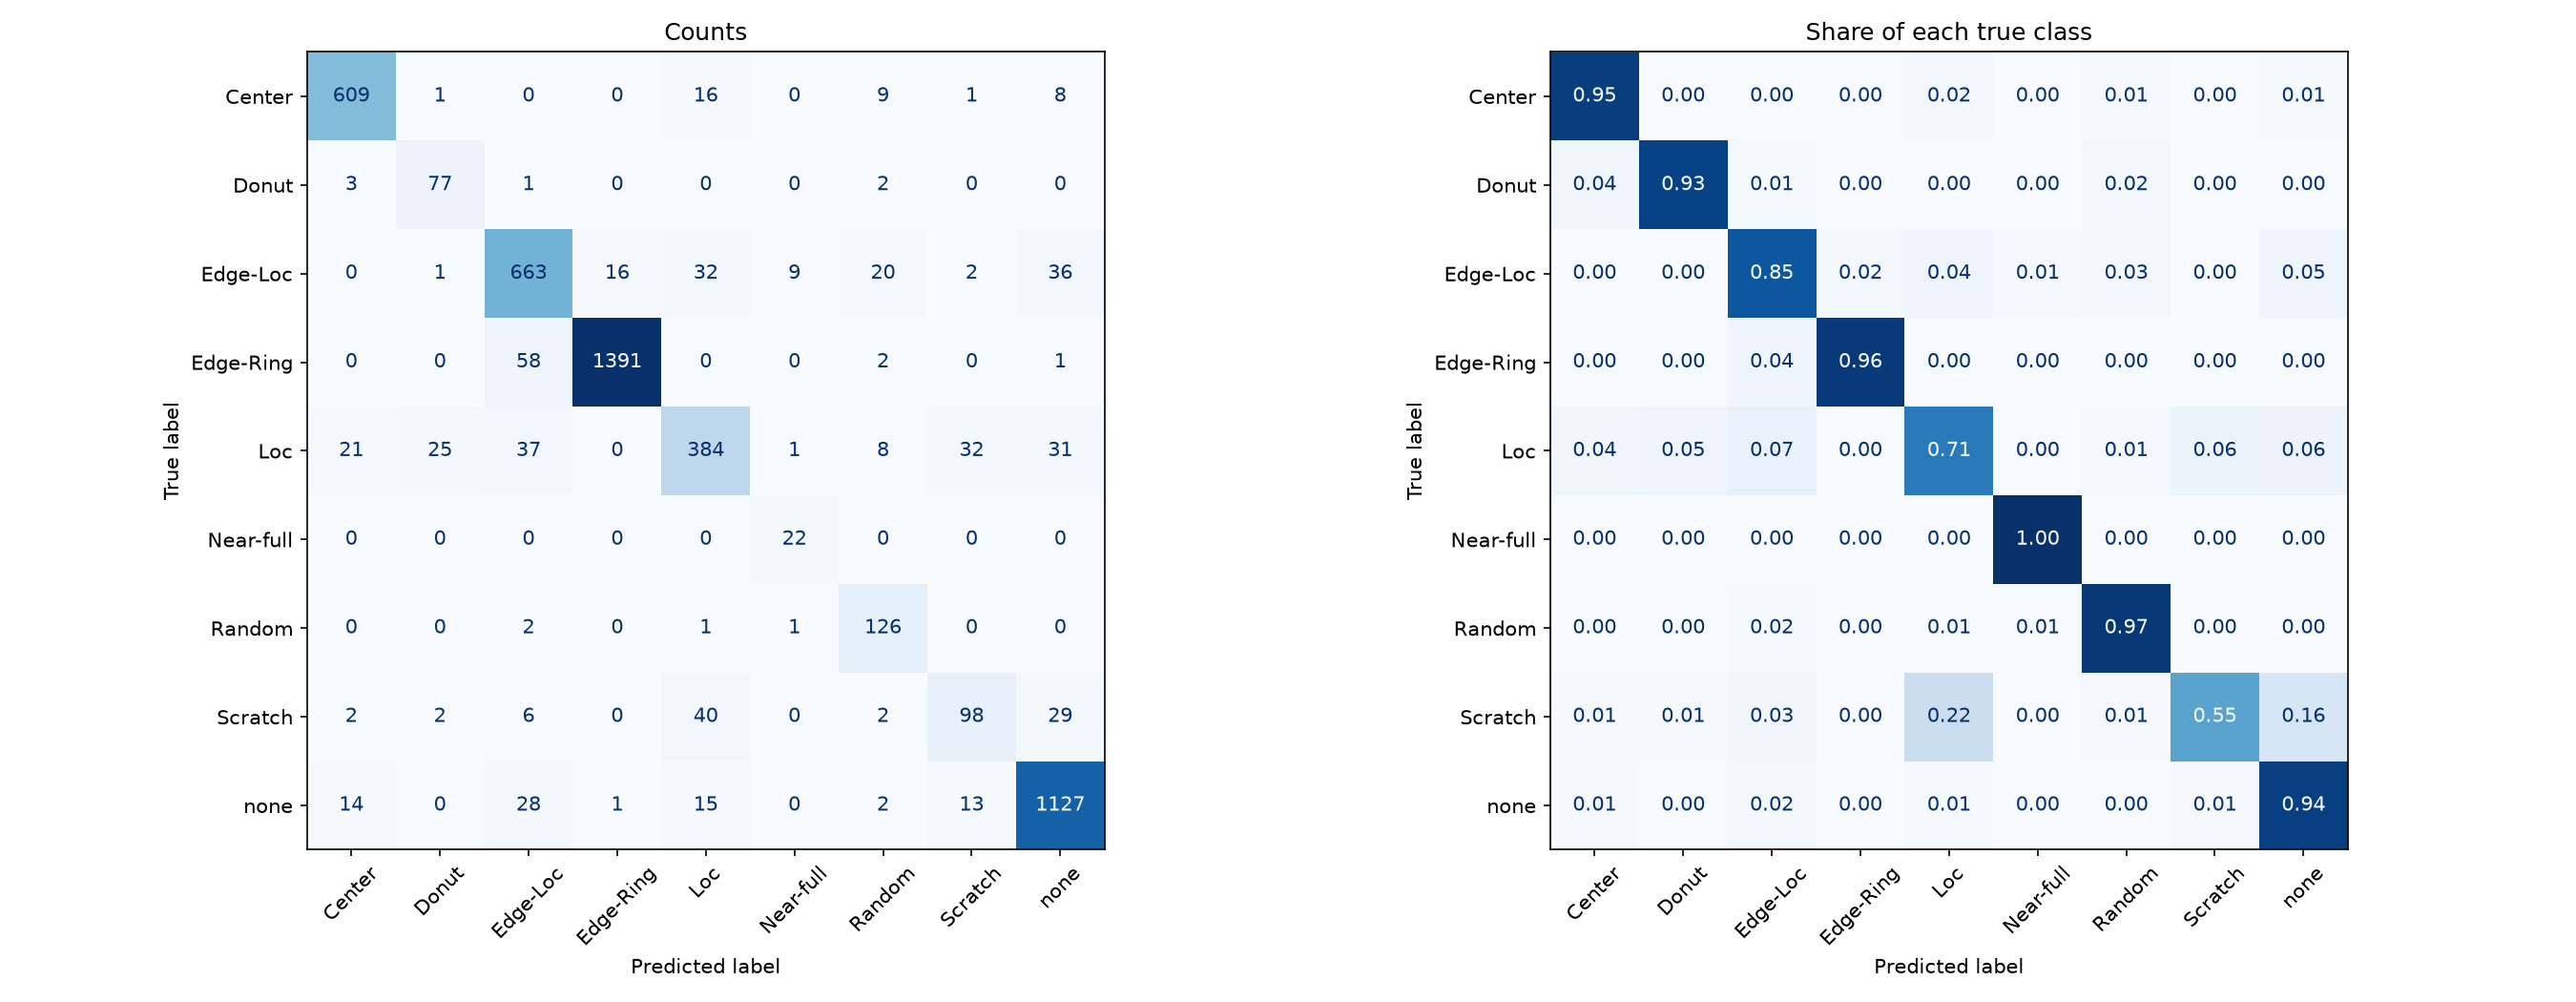 Counts
True label
Center 609 1 0 0 16 0 9 1 8
Donut 3 77 1 0 0 0 2 0 0
Edge-Loc 0 1 663 16 32 9 20 2 36
Edge-Ring 0 0 58 1391 0 0 2 0 1
Loc 21 25 37 0 384 1 8 32 31
Near-full 0 0 0 0 0 22 0 0 0
Random 0 0 2 0 1 1 126 0 0
Scratch 2 2 6 0 40 0 2 98 29
none 14 0 28 1 15 0 2 13 1127
Center Donut Edge-Loc Edge-Ring Loc Near-full Random Scratch none
Predicted label
Share of each true class
True label
Center 0.95 0.00 0.00 0.00 0.02 0.00 0.01 0.00 0.01
Donut 0.04 0.93 0.01 0.00 0.00 0.00 0.02 0.00 0.00
Edge-Loc 0.00 0.00 0.85 0.02 0.04 0.01 0.03 0.00 0.05
Edge-Ring 0.00 0.00 0.04 0.96 0.00 0.00 0.00 0.00 0.00
Loc 0.04 0.05 0.07 0.00 0.71 0.00 0.01 0.06 0.06
Near-full 0.00 0.00 0.00 0.00 0.00 1.00 0.00 0.00 0.00
Random 0.00 0.00 0.02 0.00 0.01 0.01 0.97 0.00 0.00
Scratch 0.01 0.01 0.03 0.00 0.22 0.00 0.01 0.55 0.16
none 0.01 0.00 0.02 0.00 0.01 0.00 0.00 0.01 0.94
Center Donut Edge-Loc Edge-Ring Loc Near-full Random Scratch none
Predicted label